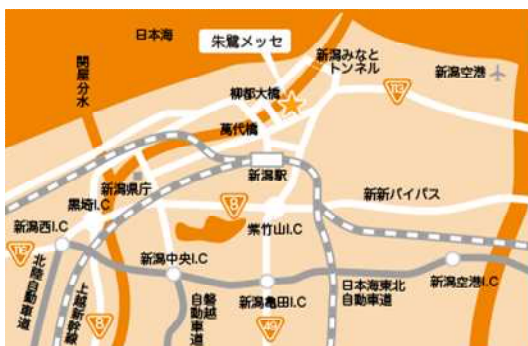 日本海
朱鷺メッセ
関屋分水
新潟みなと
トンネル
新潟空港
柳都大橋
113
萬代橋
新潟駅
新潟県庁
黒埼I.C
8
新新バイパス
新潟西I.C
紫竹山I.C
116
新潟中央I.C
北陸自動車道
上越新幹線
磐越
自動車道
日本海東北
自動車道
新潟空港I.C
新潟亀田I.C
8